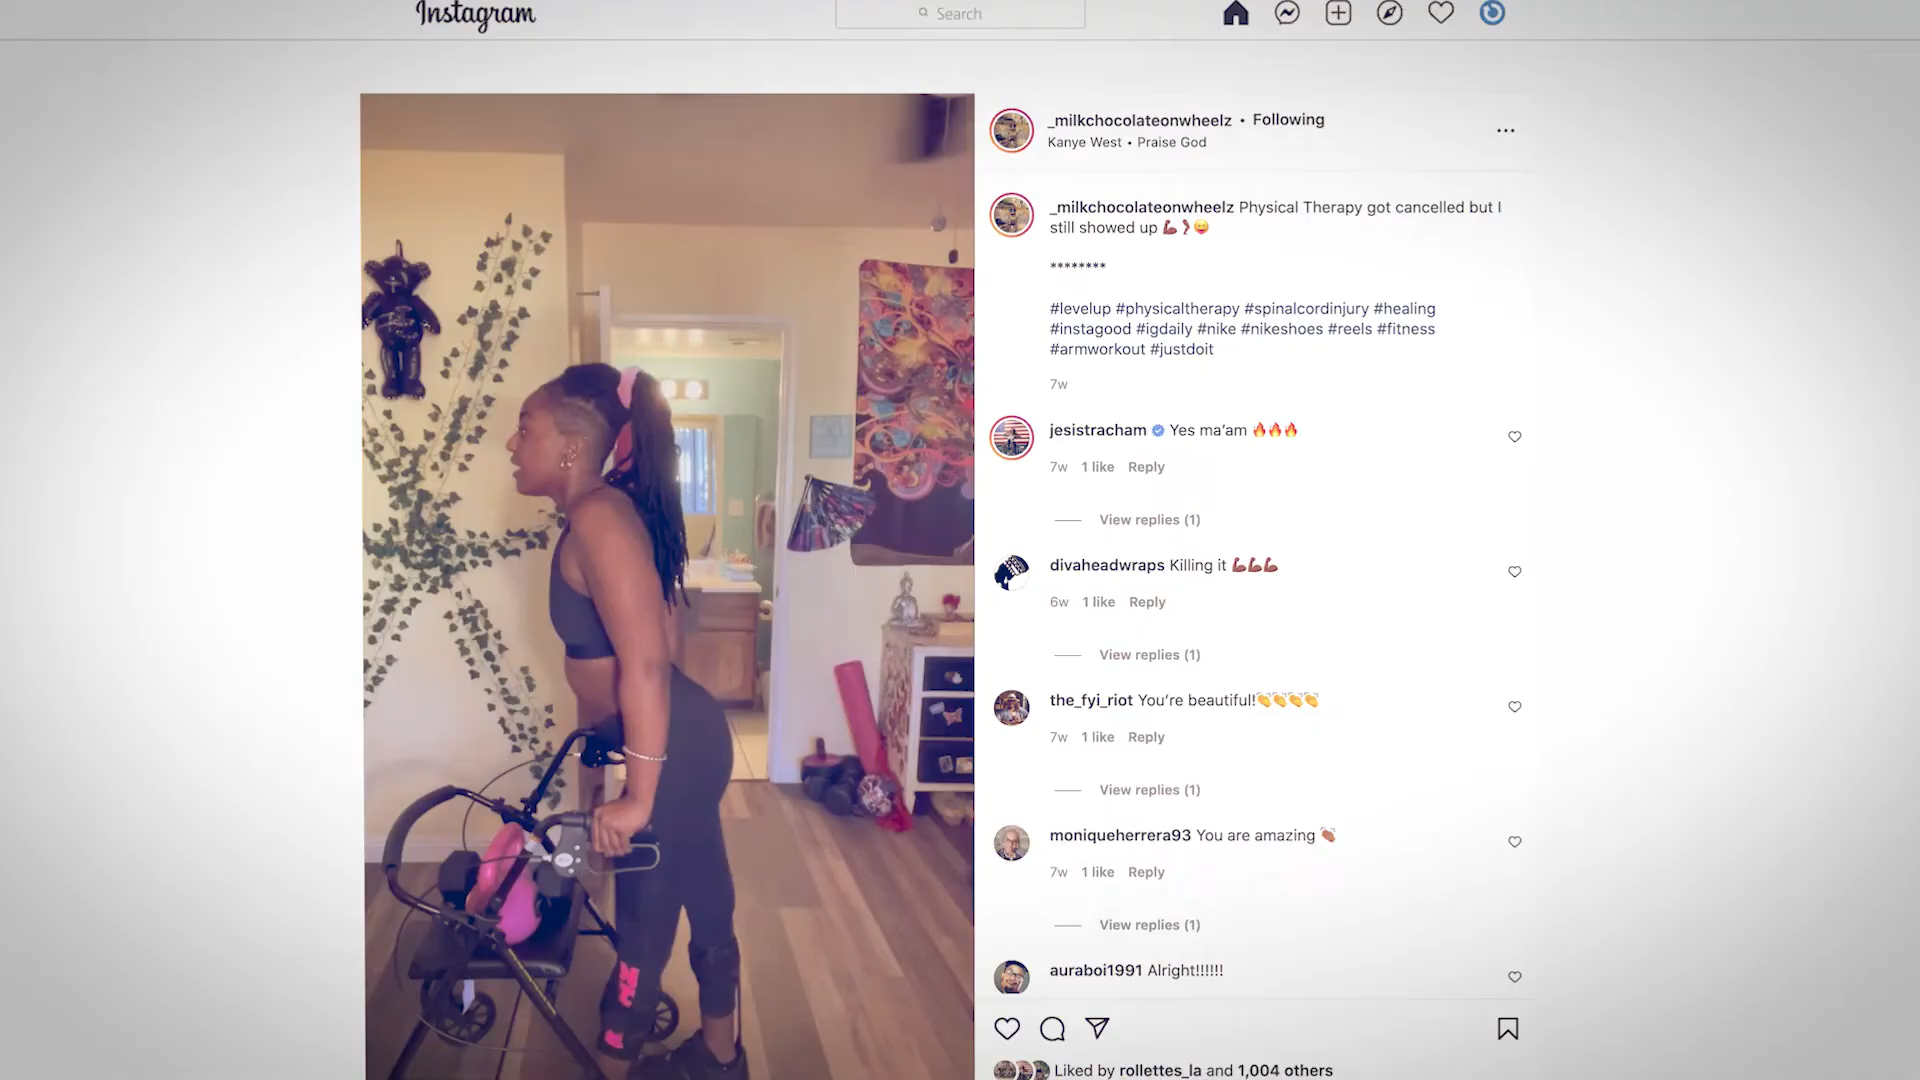 Instagram
Search
_milkchocolateonwheelz • Following
Kanye West • Praise God
_milkchocolateonwheelz Physical Therapy got cancelled but I
still showed up 💪🏾🦵🏾😛
********
#levelup #physicaltherapy #spinalcordinjury #healing
#instagood #igdaily #nike #nikeshoes #reels #fitness
#armworkout #justdoit
7w
jesistracham Yes ma’am 🔥🔥🔥
7w 1 like Reply
View replies (1)
divaheadwraps Killing it 💪🏾💪🏾💪🏾
6w 1 like Reply
View replies (1)
the_fyi_riot You’re beautiful!👏👏👏👏
7w 1 like Reply
View replies (1)
moniqueherrera93 You are amazing 👏🏾
7w 1 like Reply
View replies (1)
auraboi1991 Alright!!!!!!
Liked by rollettes_la and 1,004 others